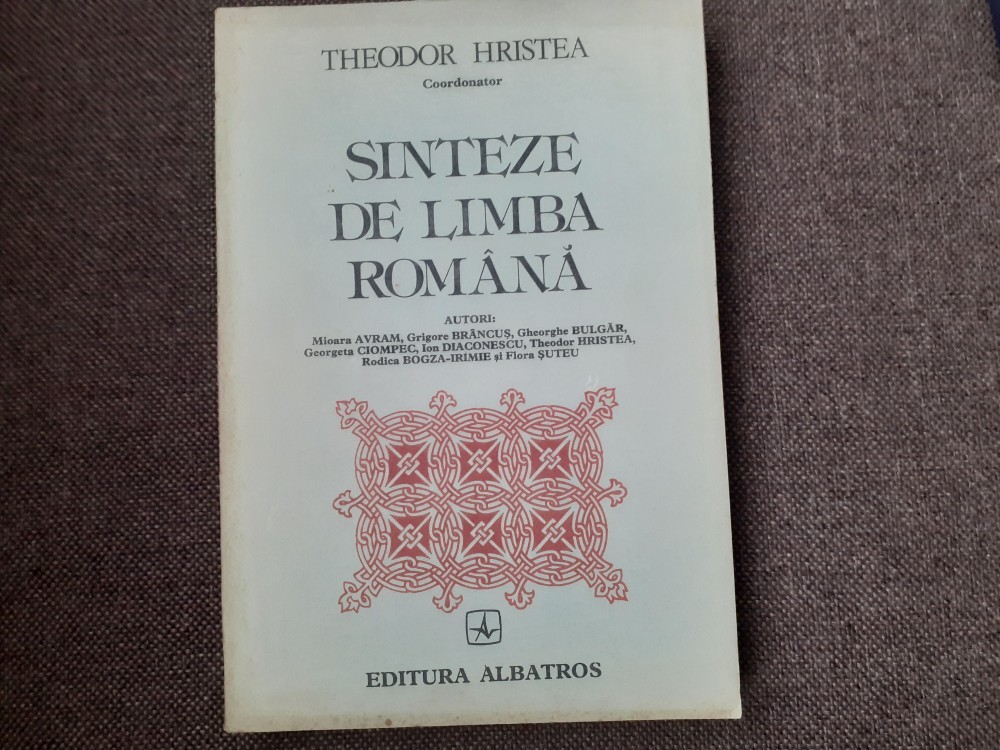 THEODOR HRISTEA
Coordonator
SINTEZE
DE LIMBA
ROMÂNĂ
AUTORI:
Mioara AVRAM, Grigore BRÂNCUȘ, Gheorghe BULGĂR,
Georgeta CIOMPEC, Ion DIACONESCU, Theodor HRISTEA,
Rodica BOGZA-IRIMIE și Flora ȘUTEU
EDITURA ALBATROS